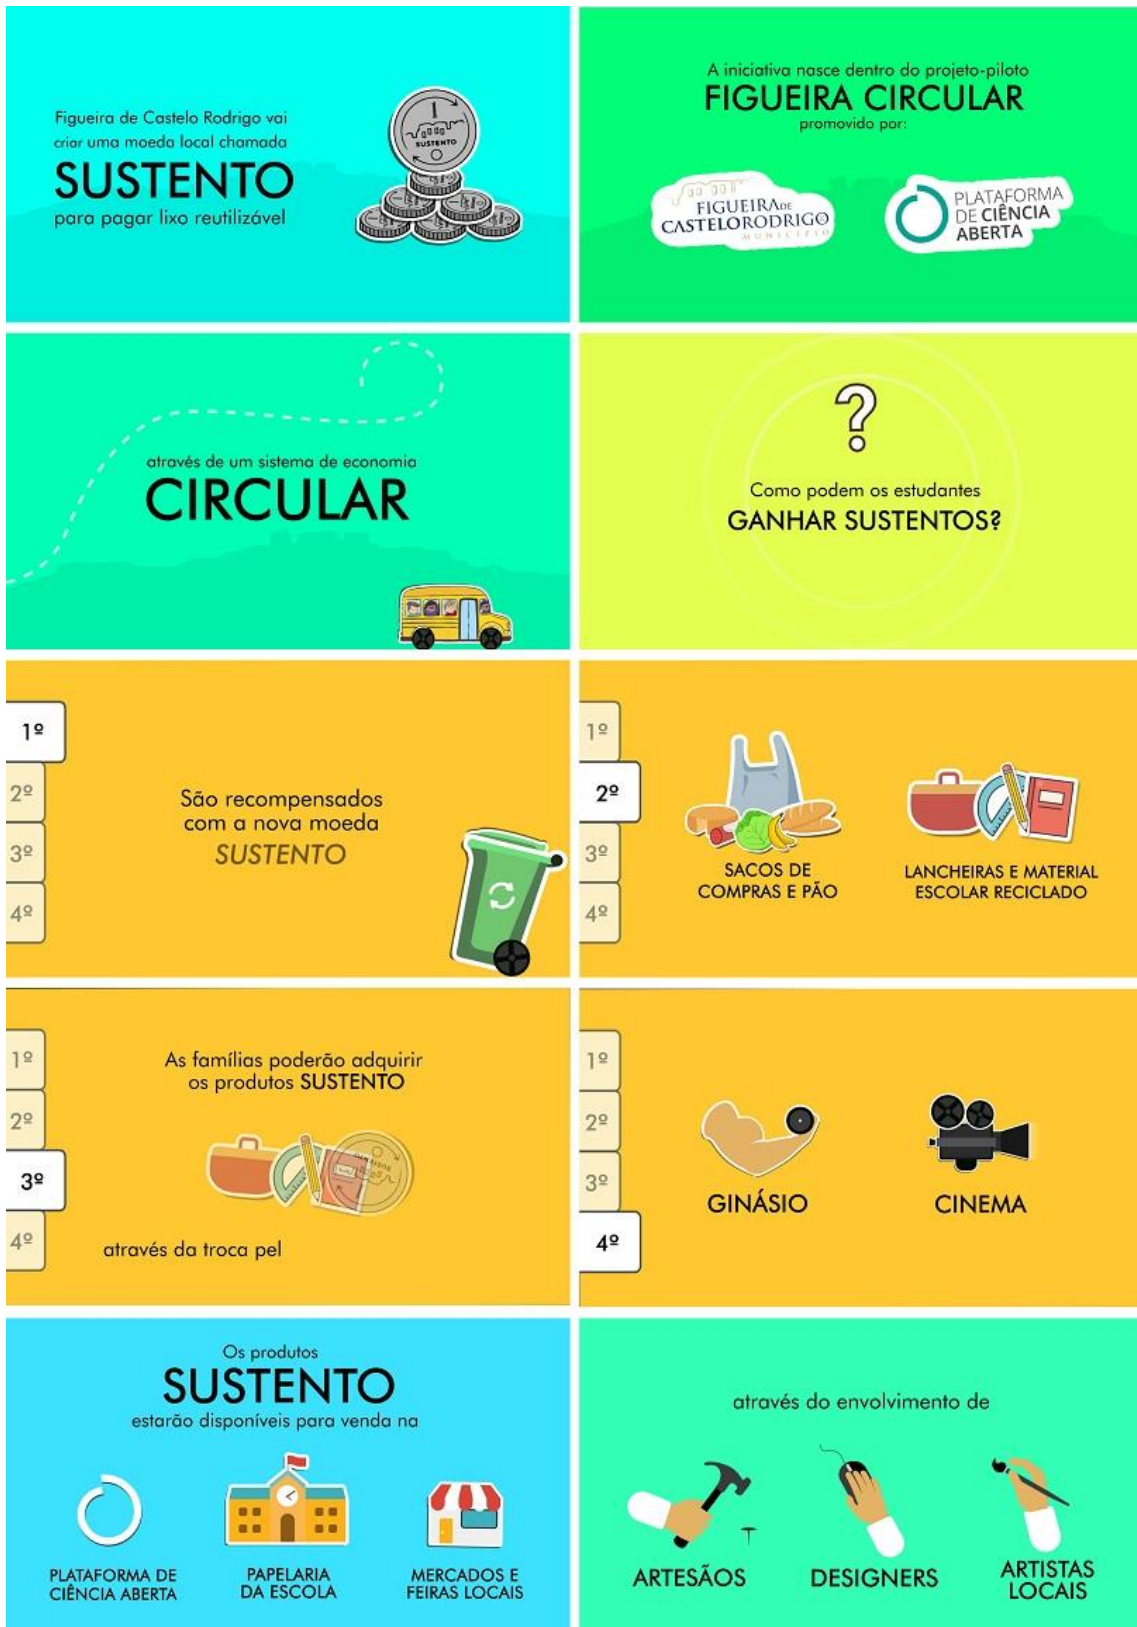 Figueira de Castelo Rodrigo vai
criar uma moeda local chamada
SUSTENTO
para pagar lixo reutilizável
1
SUSTENTO
A iniciativa nasce dentro do projeto-piloto
FIGUEIRA CIRCULAR
promovido por:
FIGUEIRA DE
CASTELO RODRIGO
MUNICÍPIO
PLATAFORMA
DE CIÊNCIA
ABERTA
através de um sistema de economia
CIRCULAR
?
Como podem os estudantes
GANHAR SUSTENTOS?
1º
2º
3º
4º
São recompensados
com a nova moeda
SUSTENTO
1º
2º
3º
4º
SACOS DE
COMPRAS E PÃO
LANCHEIRAS E MATERIAL
ESCOLAR RECICLADO
1º
2º
3º
4º
As famílias poderão adquirir
os produtos SUSTENTO
através da troca pel
1º
2º
3º
4º
GINÁSIO
CINEMA
Os produtos
SUSTENTO
estarão disponíveis para venda na
PLATAFORMA DE
CIÊNCIA ABERTA
PAPELARIA
DA ESCOLA
MERCADOS E
FEIRAS LOCAIS
através do envolvimento de
ARTESÃOS
DESIGNERS
ARTISTAS
LOCAIS